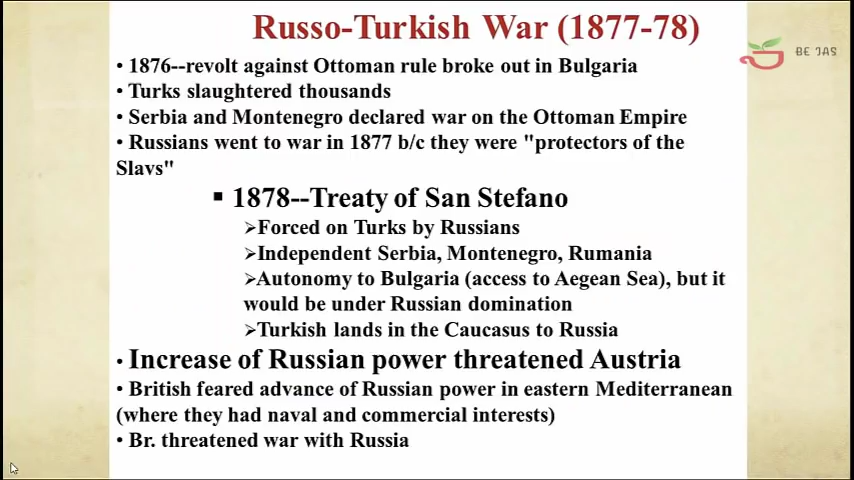 Russo-Turkish War (1877-78)
BE JAS
• 1876--revolt against Ottoman rule broke out in Bulgaria
• Turks slaughtered thousands
• Serbia and Montenegro declared war on the Ottoman Empire
• Russians went to war in 1877 b/c they were "protectors of the
Slavs"
▪ 1878--Treaty of San Stefano
➢Forced on Turks by Russians
➢Independent Serbia, Montenegro, Rumania
➢Autonomy to Bulgaria (access to Aegean Sea), but it
would be under Russian domination
➢Turkish lands in the Caucasus to Russia
• Increase of Russian power threatened Austria
• British feared advance of Russian power in eastern Mediterranean
(where they had naval and commercial interests)
• Br. threatened war with Russia